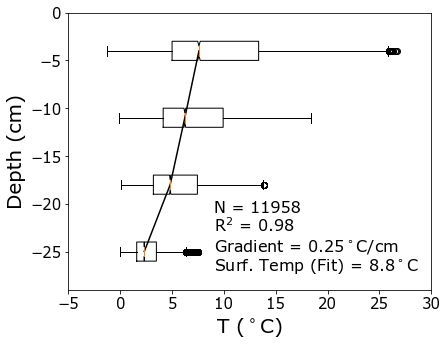 0
−5
−10
−15
−20
−25
Depth (cm)
N = 11958
R² = 0.98
Gradient = 0.25°C/cm
Surf. Temp (Fit) = 8.8°C
−5 0 5 10 15 20 25 30
T (°C)